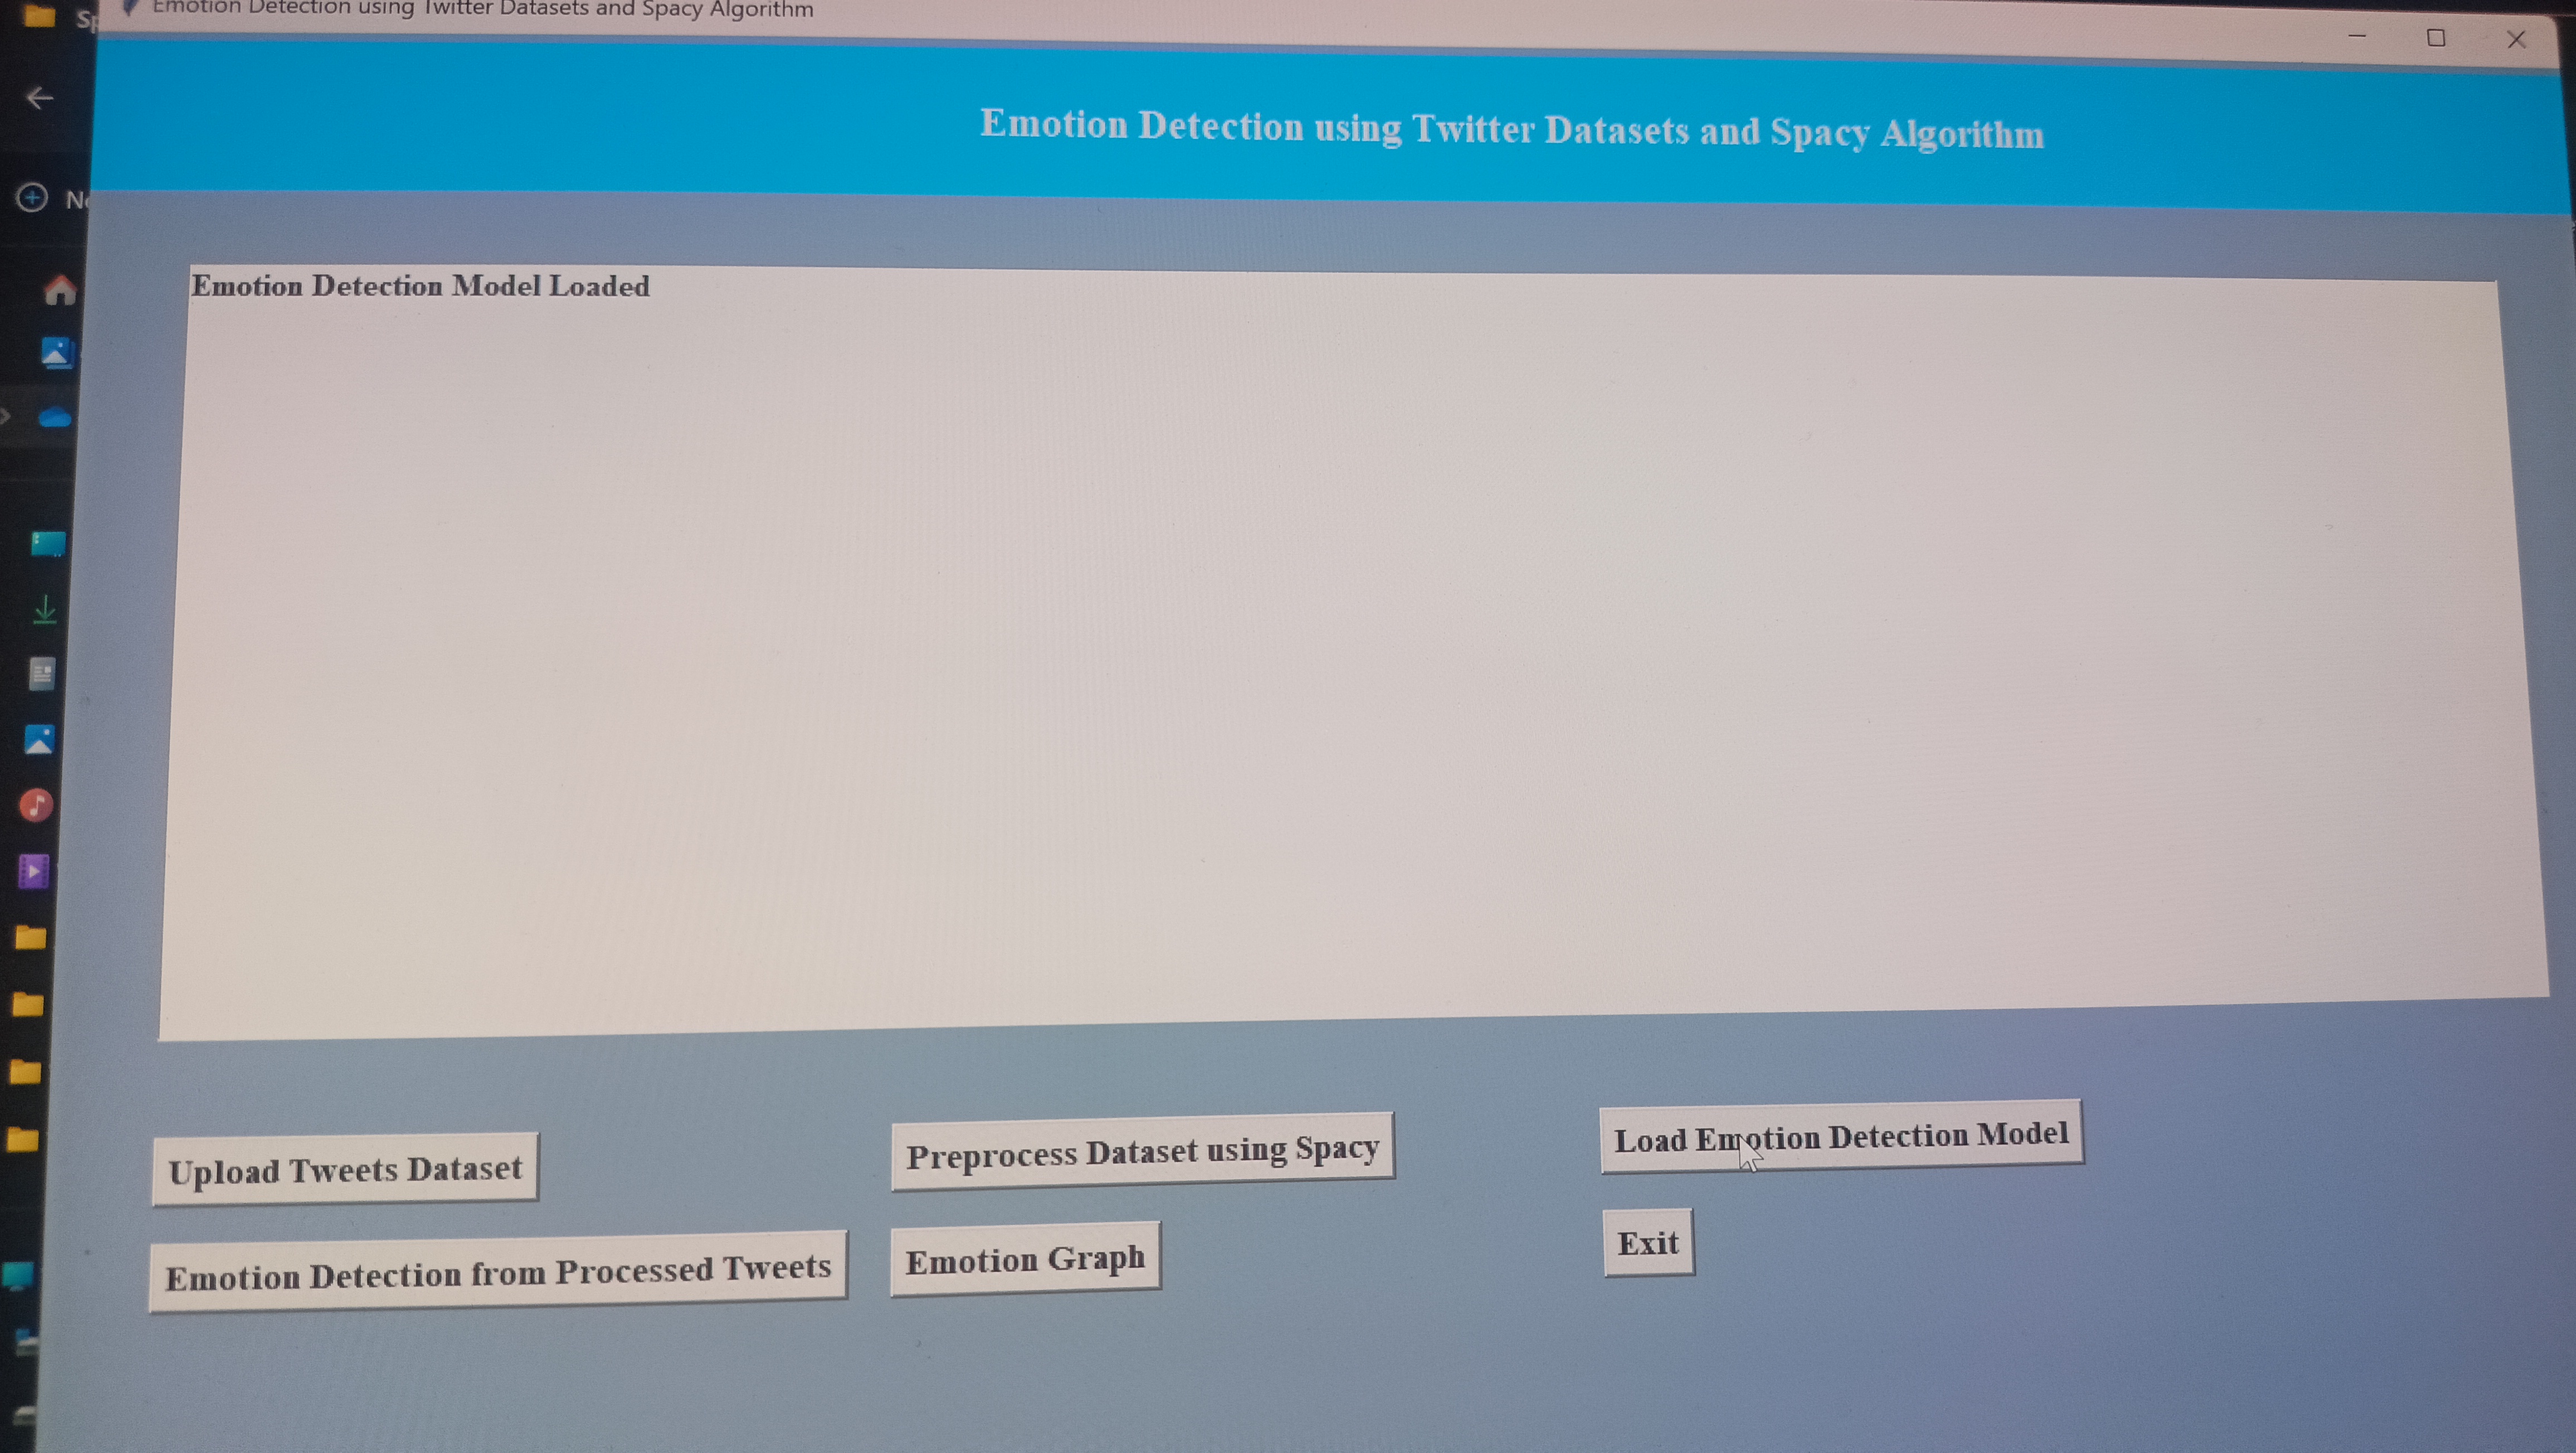 Emotion Detection using Twitter Datasets and Spacy Algorithm
Emotion Detection using Twitter Datasets and Spacy Algorithm
Emotion Detection Model Loaded
Upload Tweets Dataset
Preprocess Dataset using Spacy
Load Emotion Detection Model
Emotion Detection from Processed Tweets
Emotion Graph
Exit